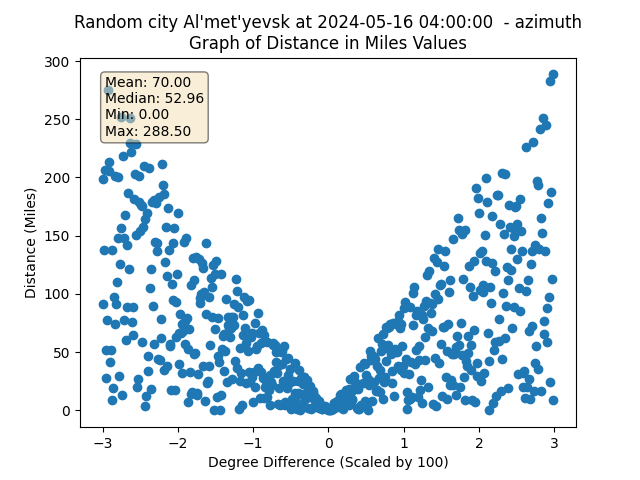 Random city Al'met'yevsk at 2024-05-16 04:00:00  - azimuth
Graph of Distance in Miles Values
Mean: 70.00
Median: 52.96
Min: 0.00
Max: 288.50
300
250
200
150
100
50
0
Distance (Miles)
−3
−2
−1
0
1
2
3
Degree Difference (Scaled by 100)